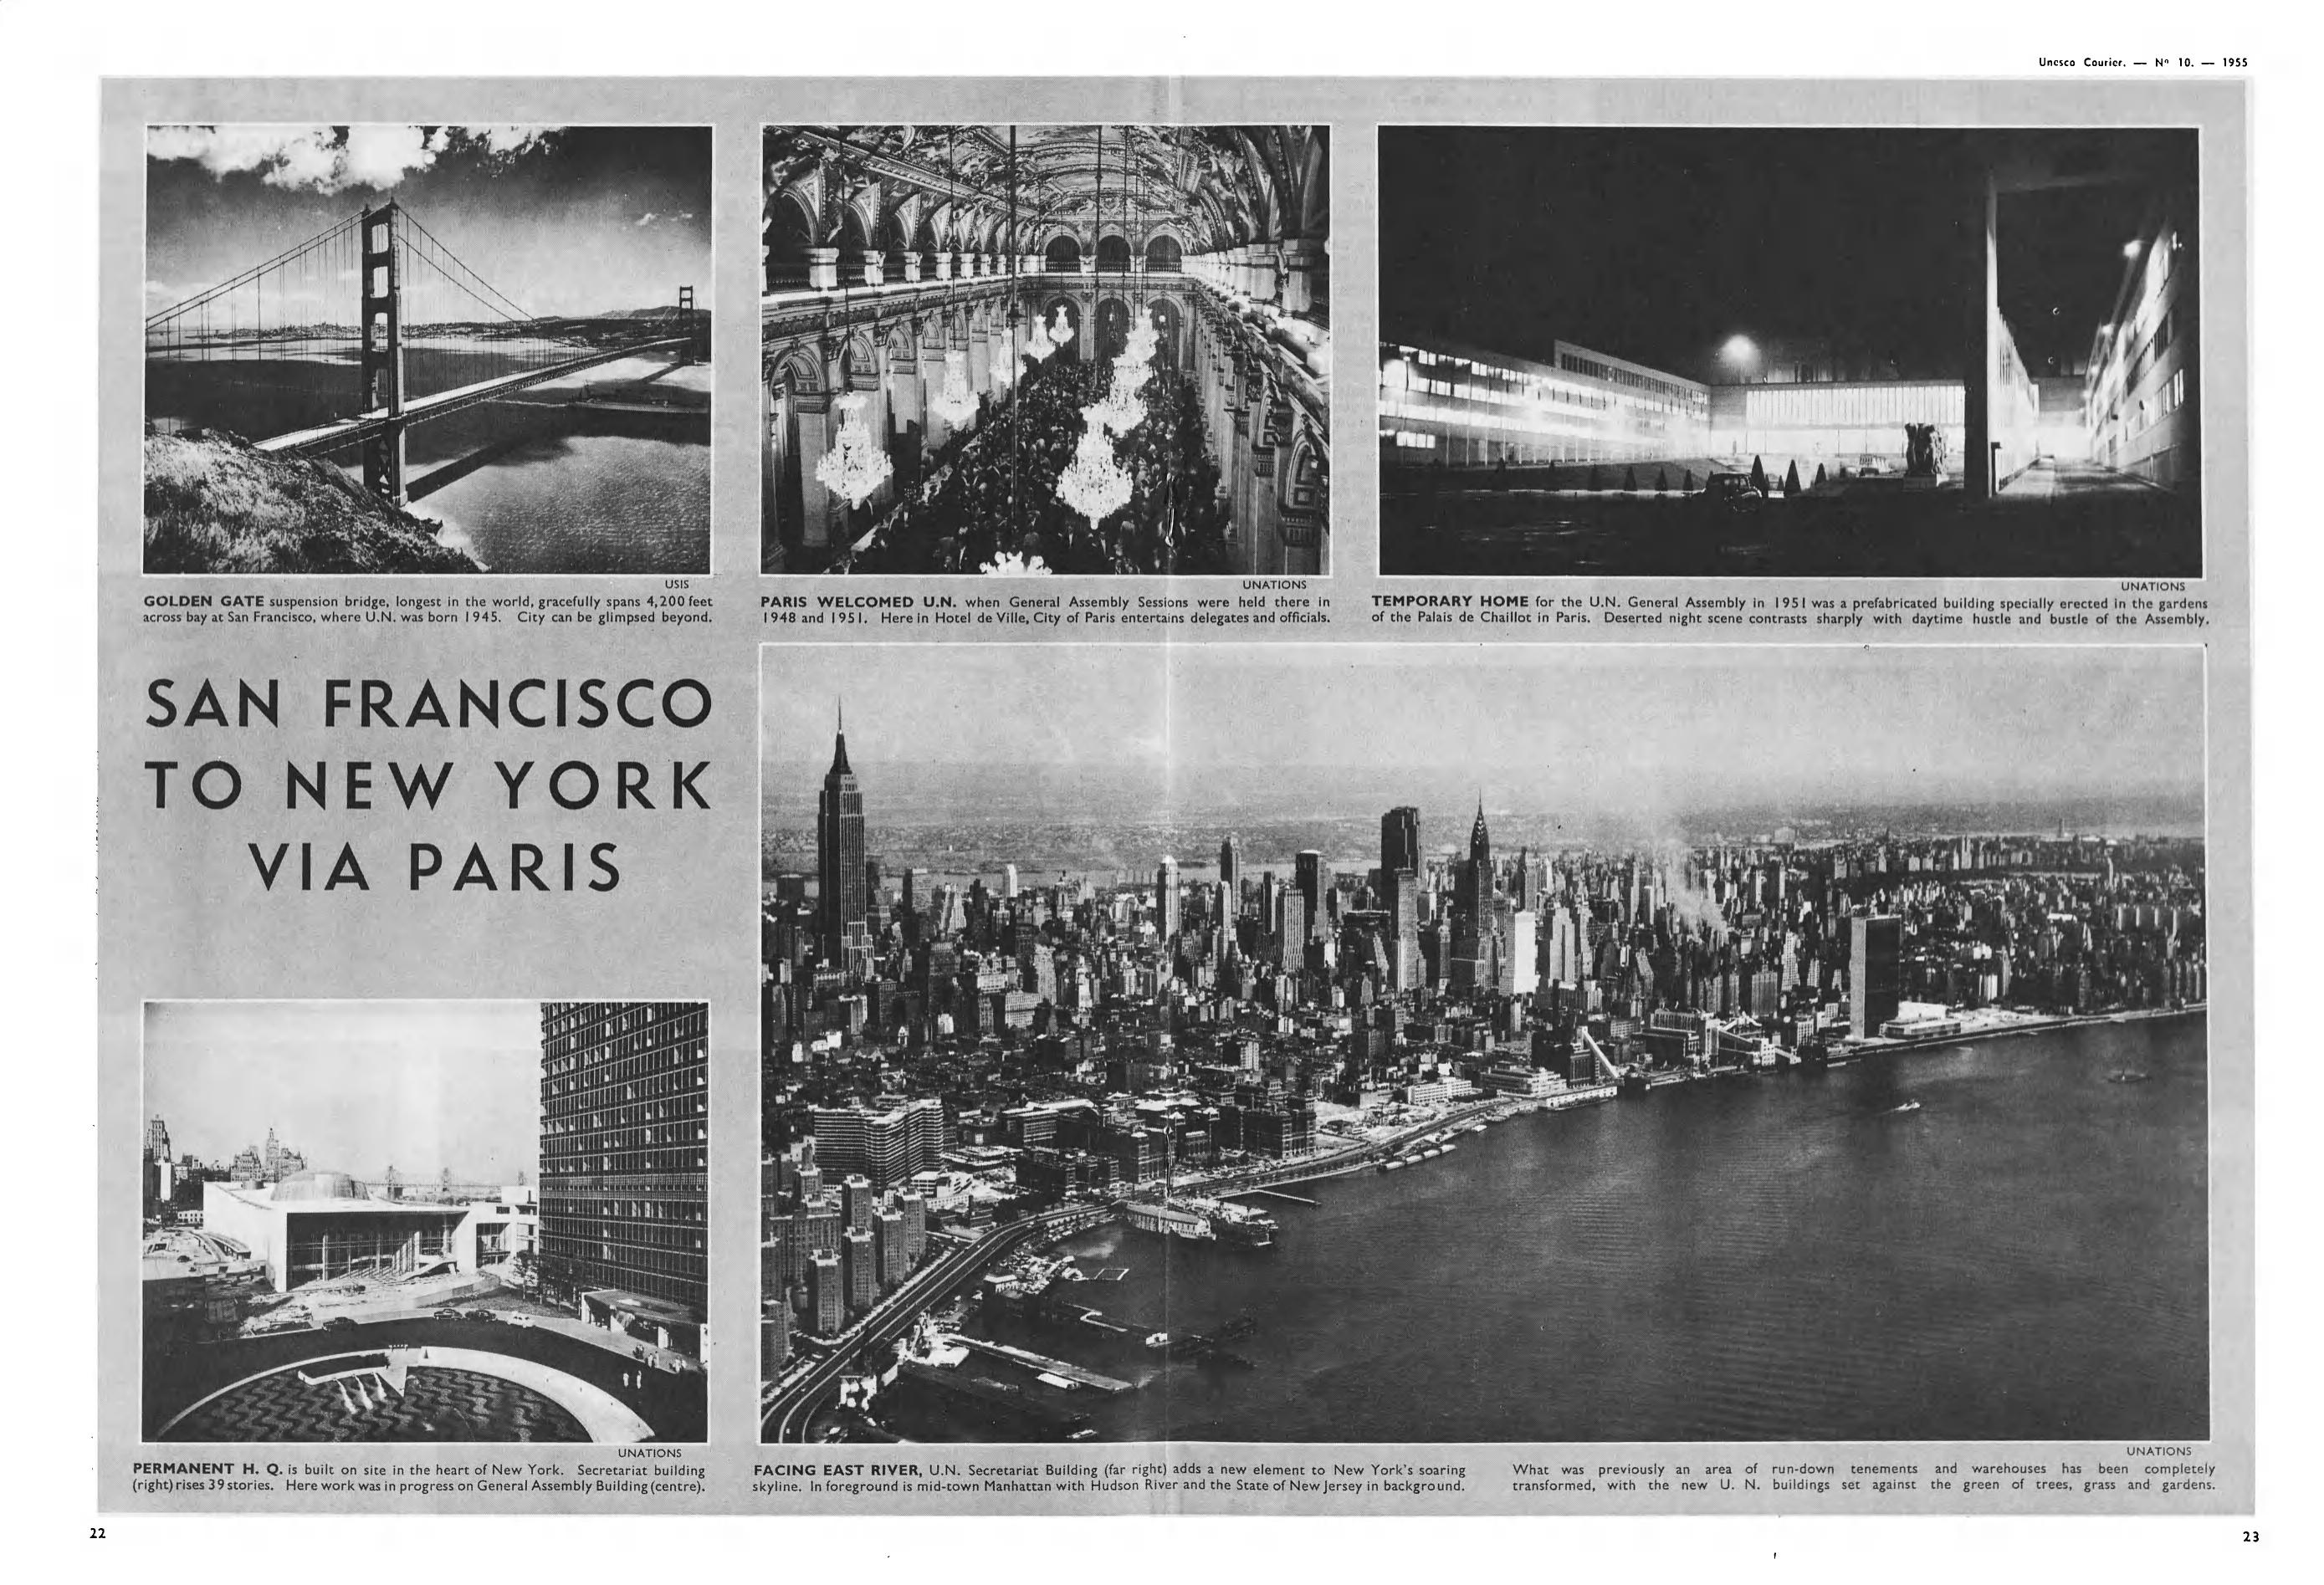 Unesco Courier. — Nº 10. — 1955
USIS
GOLDEN GATE suspension bridge, longest in the world, gracefully spans 4,200 feet
across bay at San Francisco, where U.N. was born 1945. City can be glimpsed beyond.
UNATIONS
PARIS WELCOMED U.N. when General Assembly Sessions were held there in
1948 and 1951. Here in Hotel de Ville, City of Paris entertains delegates and officials.
UNATIONS
TEMPORARY HOME for the U.N. General Assembly in 1951 was a prefabricated building specially erected in the gardens
of the Palais de Chaillot in Paris. Deserted night scene contrasts sharply with daytime hustle and bustle of the Assembly.
SAN FRANCISCO
TO NEW YORK
VIA PARIS
UNATIONS
PERMANENT H. Q. is built on site in the heart of New York. Secretariat building
(right) rises 39 stories. Here work was in progress on General Assembly Building (centre).
UNATIONS
FACING EAST RIVER, U.N. Secretariat Building (far right) adds a new element to New York's soaring
skyline. In foreground is mid-town Manhattan with Hudson River and the State of New Jersey in background.
What was previously an area of run-down tenements and warehouses has been completely
transformed, with the new U. N. buildings set against the green of trees, grass and gardens.
22
23